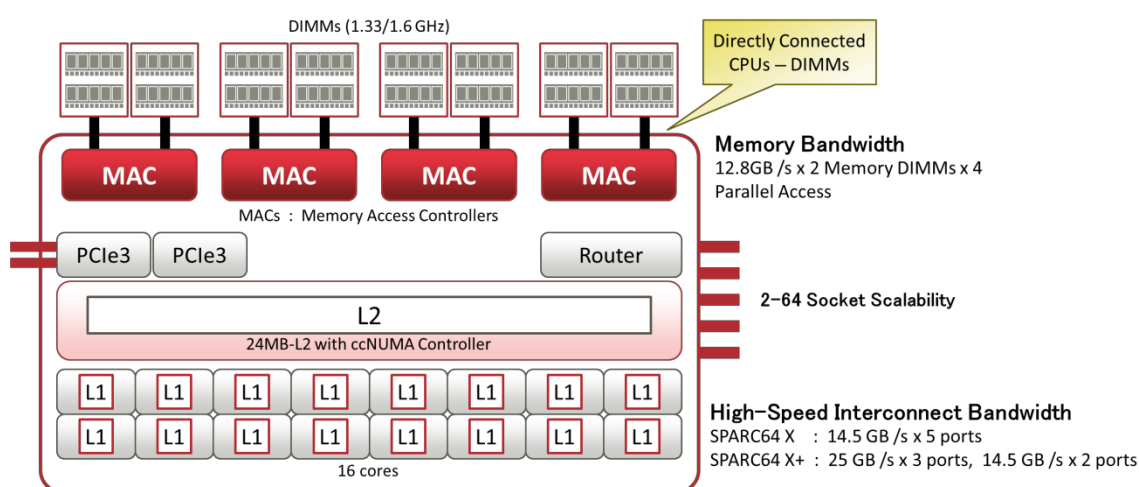 DIMMs (1.33/1.6 GHz)
Directly Connected
CPUs – DIMMs
MAC MAC MAC MAC
MACs : Memory Access Controllers
Memory Bandwidth
12.8GB /s x 2 Memory DIMMs x 4
Parallel Access
PCIe3 PCIe3 Router
L2
24MB-L2 with ccNUMA Controller
2-64 Socket Scalability
L1 L1 L1 L1 L1 L1 L1 L1
L1 L1 L1 L1 L1 L1 L1 L1
16 cores
High-Speed Interconnect Bandwidth
SPARC64 X : 14.5 GB /s x 5 ports
SPARC64 X+ : 25 GB /s x 3 ports, 14.5 GB /s x 2 ports